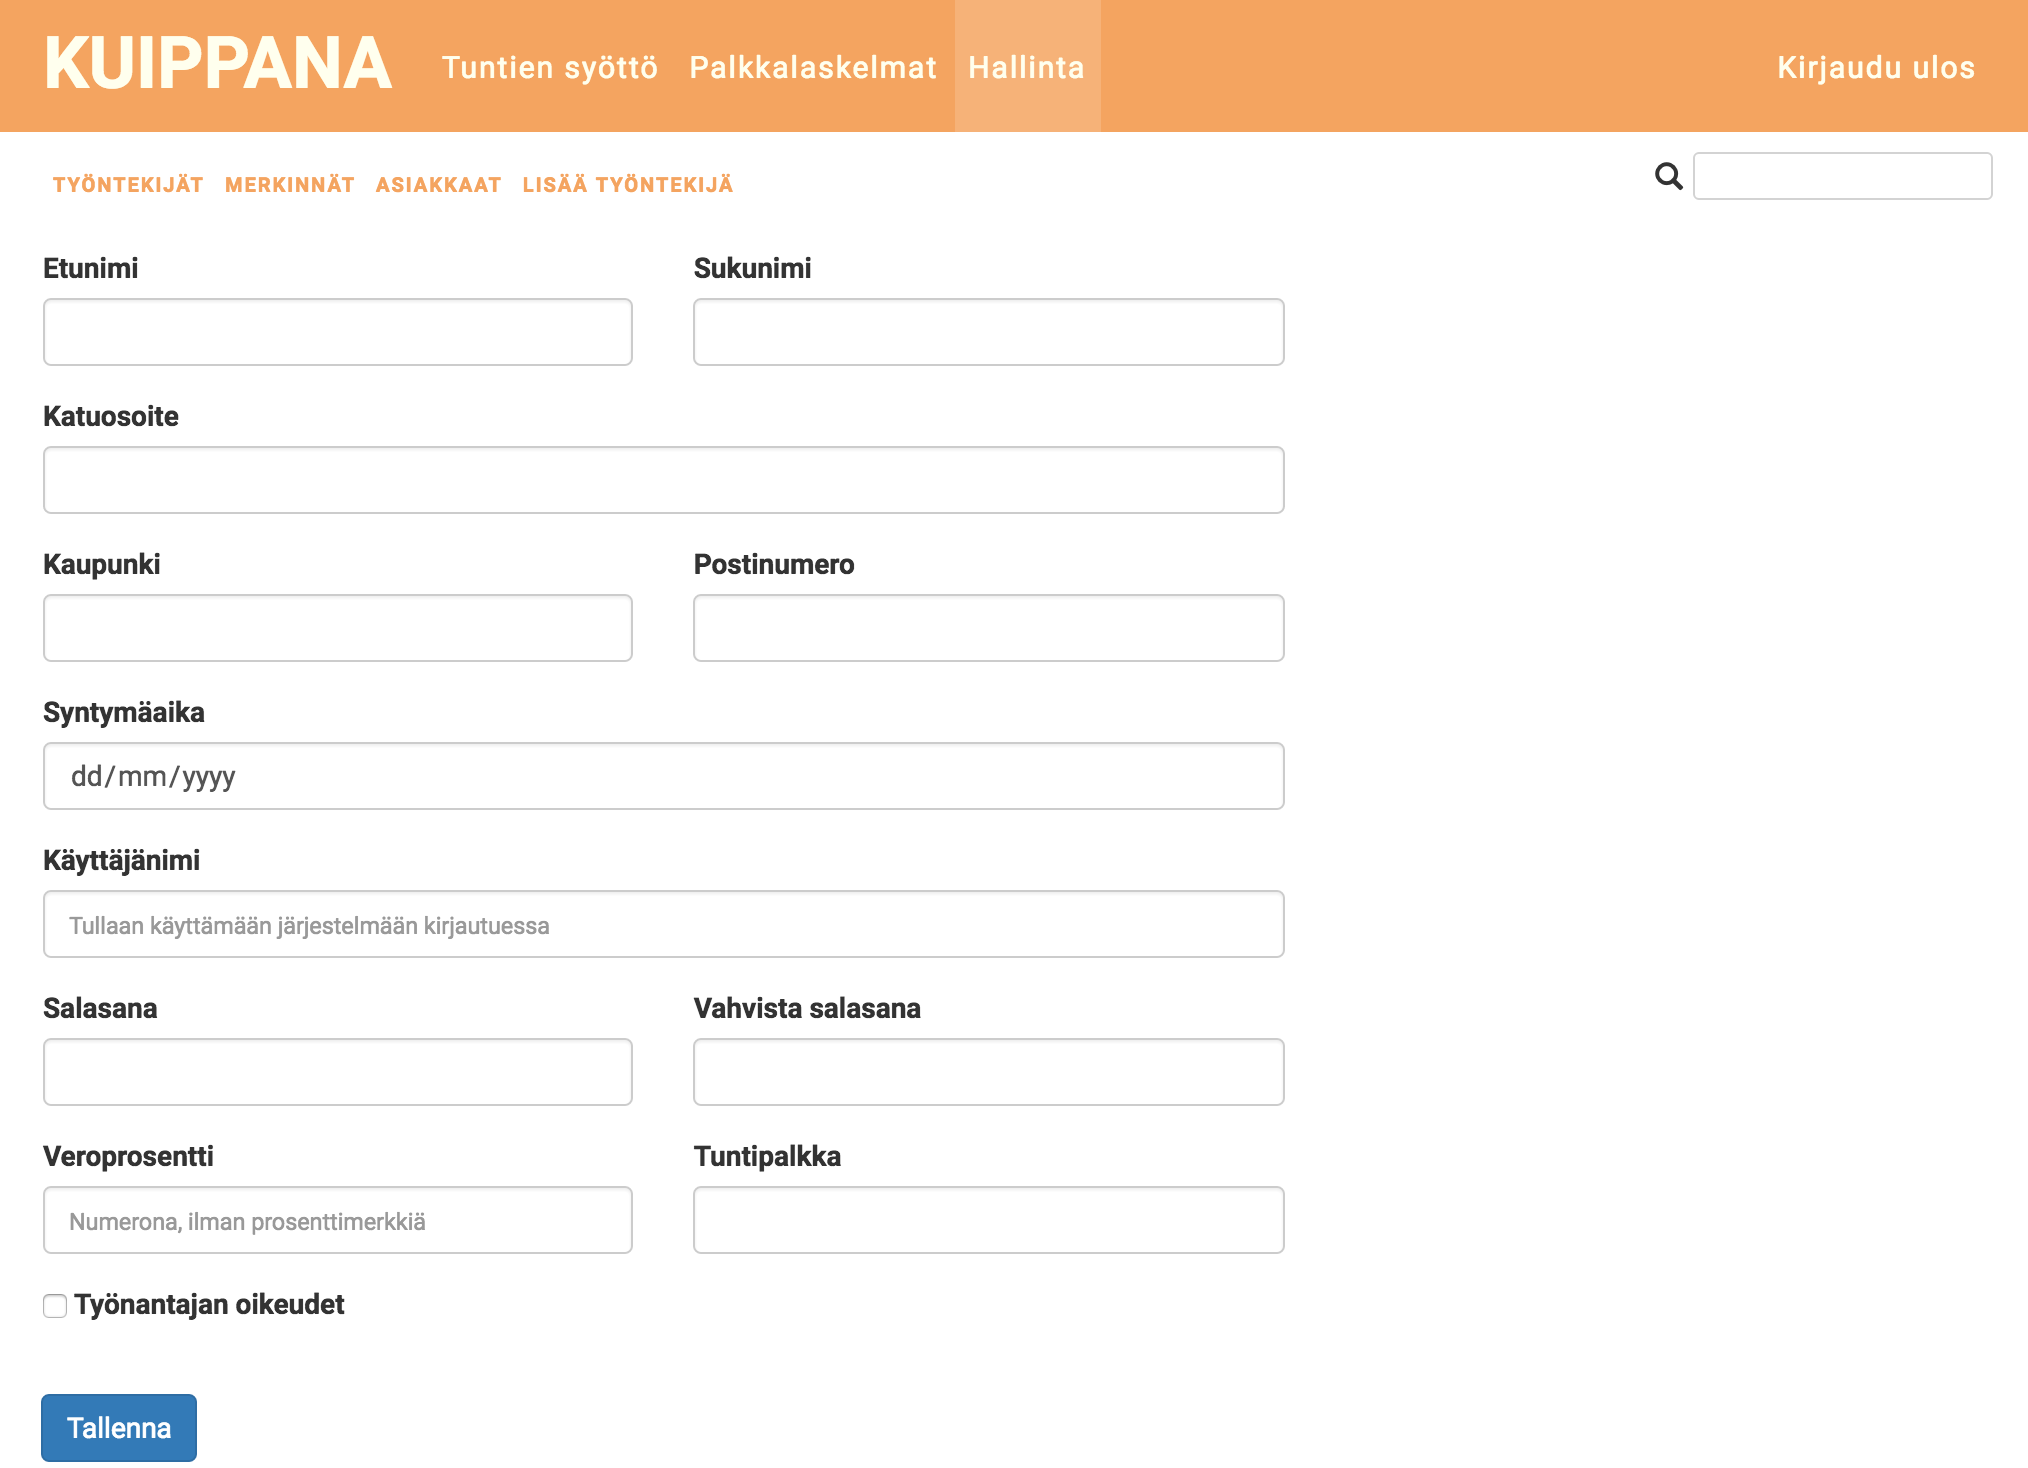 KUIPPANA Tuntien syöttö Palkkalaskelmat Hallinta Kirjaudu ulos
TYÖNTEKIJÄT MERKINNÄT ASIAKKAAT LISÄÄ TYÖNTEKIJÄ
Etunimi Sukunimi
Katuosoite
Kaupunki Postinumero
Syntymäaika
dd/mm/yyyy
Käyttäjänimi
Tullaan käyttämään järjestelmään kirjautuessa
Salasana Vahvista salasana
Veroprosentti Tuntipalkka
Numerona, ilman prosenttimerkkiä
Työnantajan oikeudet
Tallenna